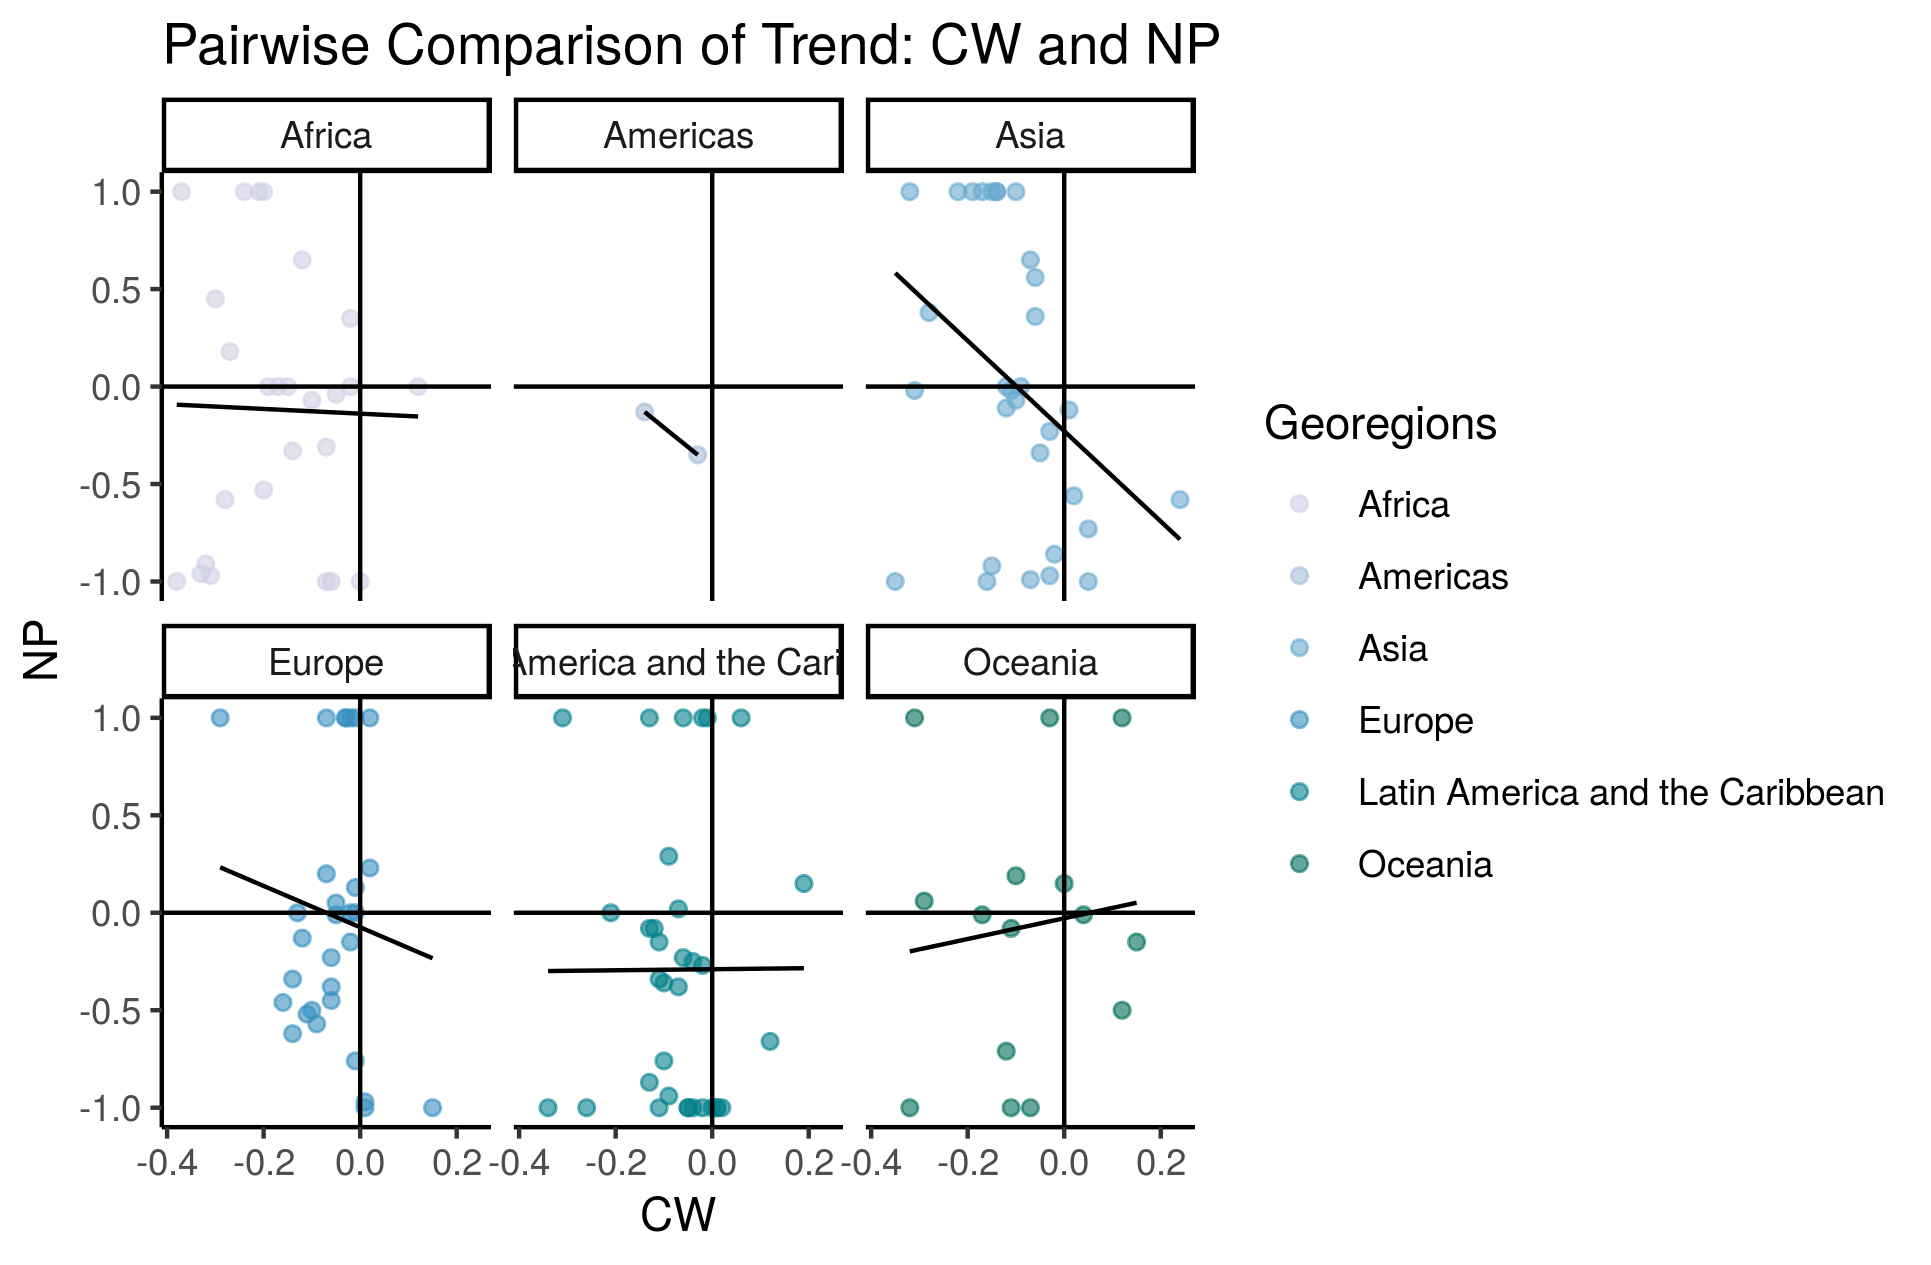 Pairwise Comparison of Trend: CW and NP
Africa
Americas
Asia
1.0
0.5
0.0
-0.5
-1.0
NP
Europe
America and the Cari
Oceania
1.0
0.5
0.0
-0.5
-1.0
-0.4 -0.2 0.0 0.2 -0.4 -0.2 0.0 0.2 -0.4 -0.2 0.0 0.2
CW
Georegions
Africa
Americas
Asia
Europe
Latin America and the Caribbean
Oceania